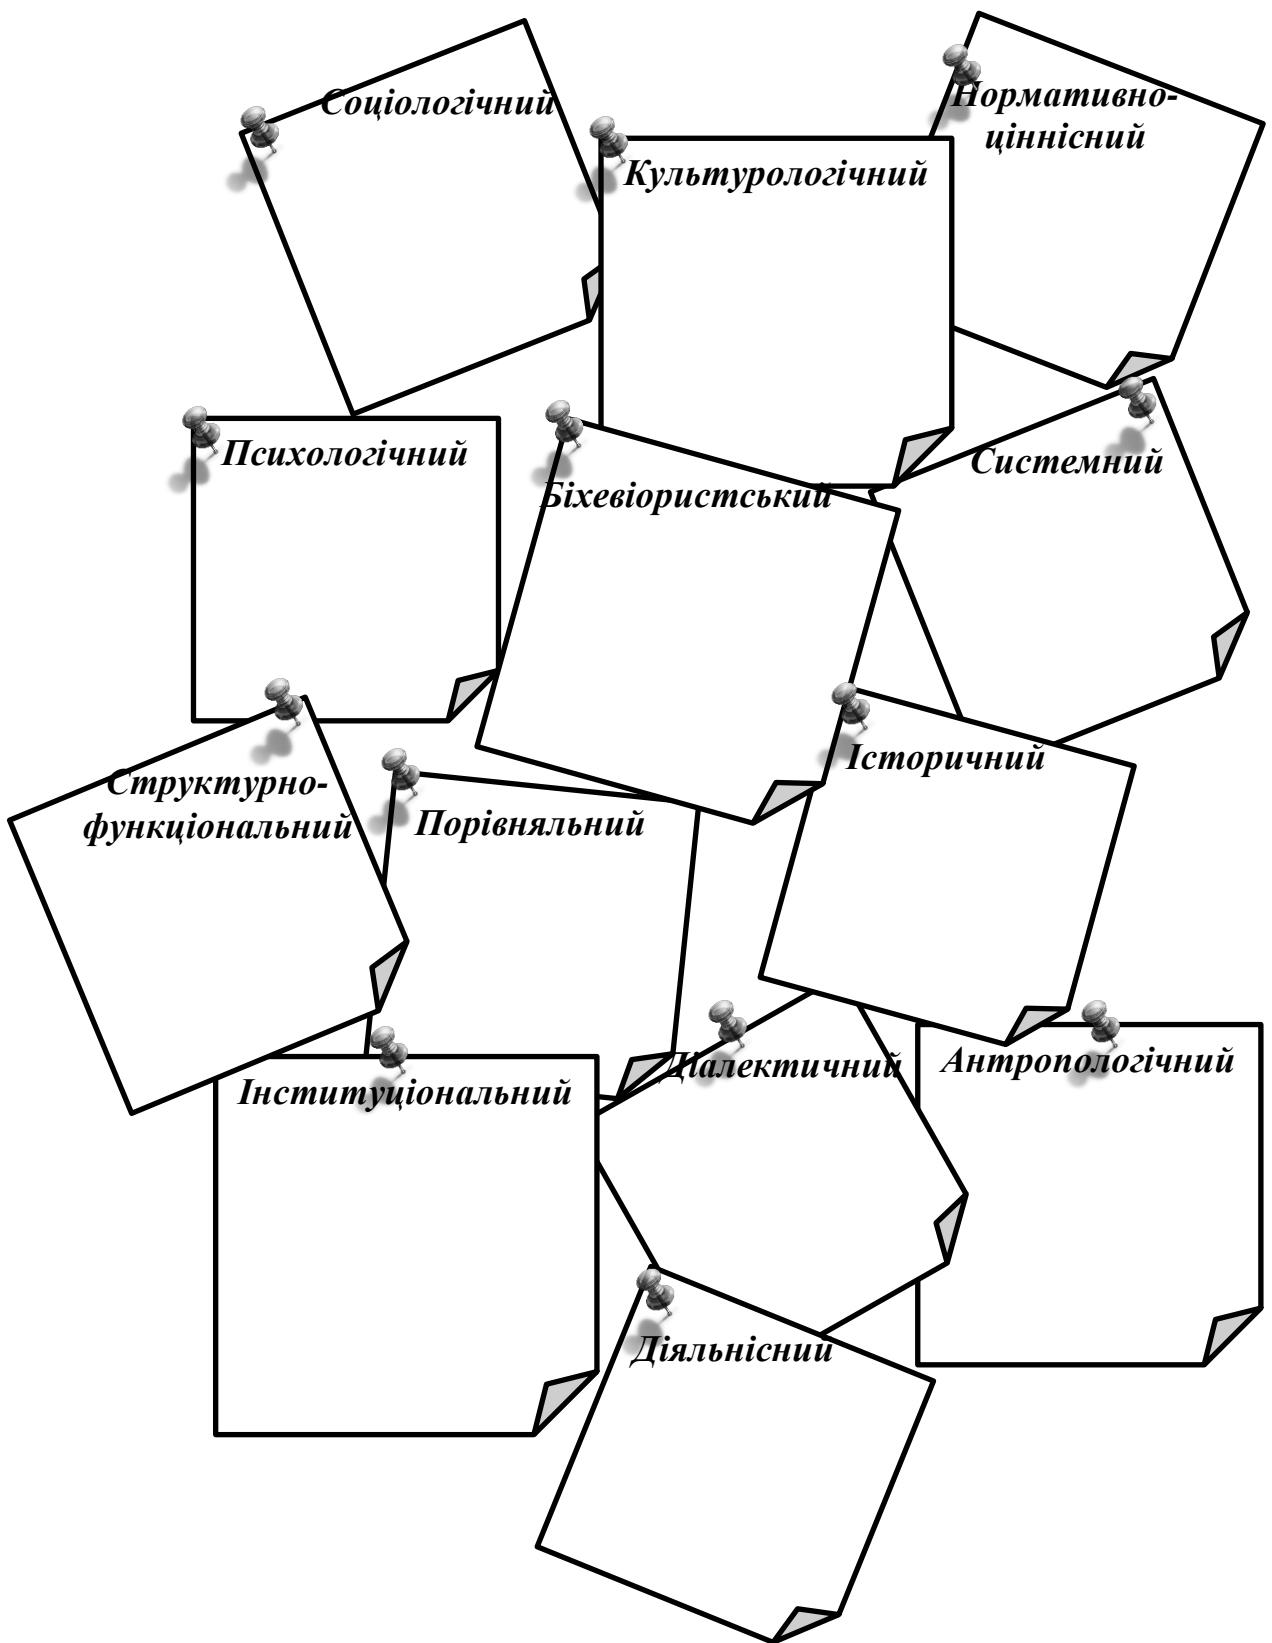 Соціологічний
Нормативно-
ціннісний
Культурологічний
Психологічний
Біхевіористський
Системний
Структурно-
функціональний
Порівняльний
Історичний
Інституціональний
Діалектичний
Антропологічний
Діяльнісний